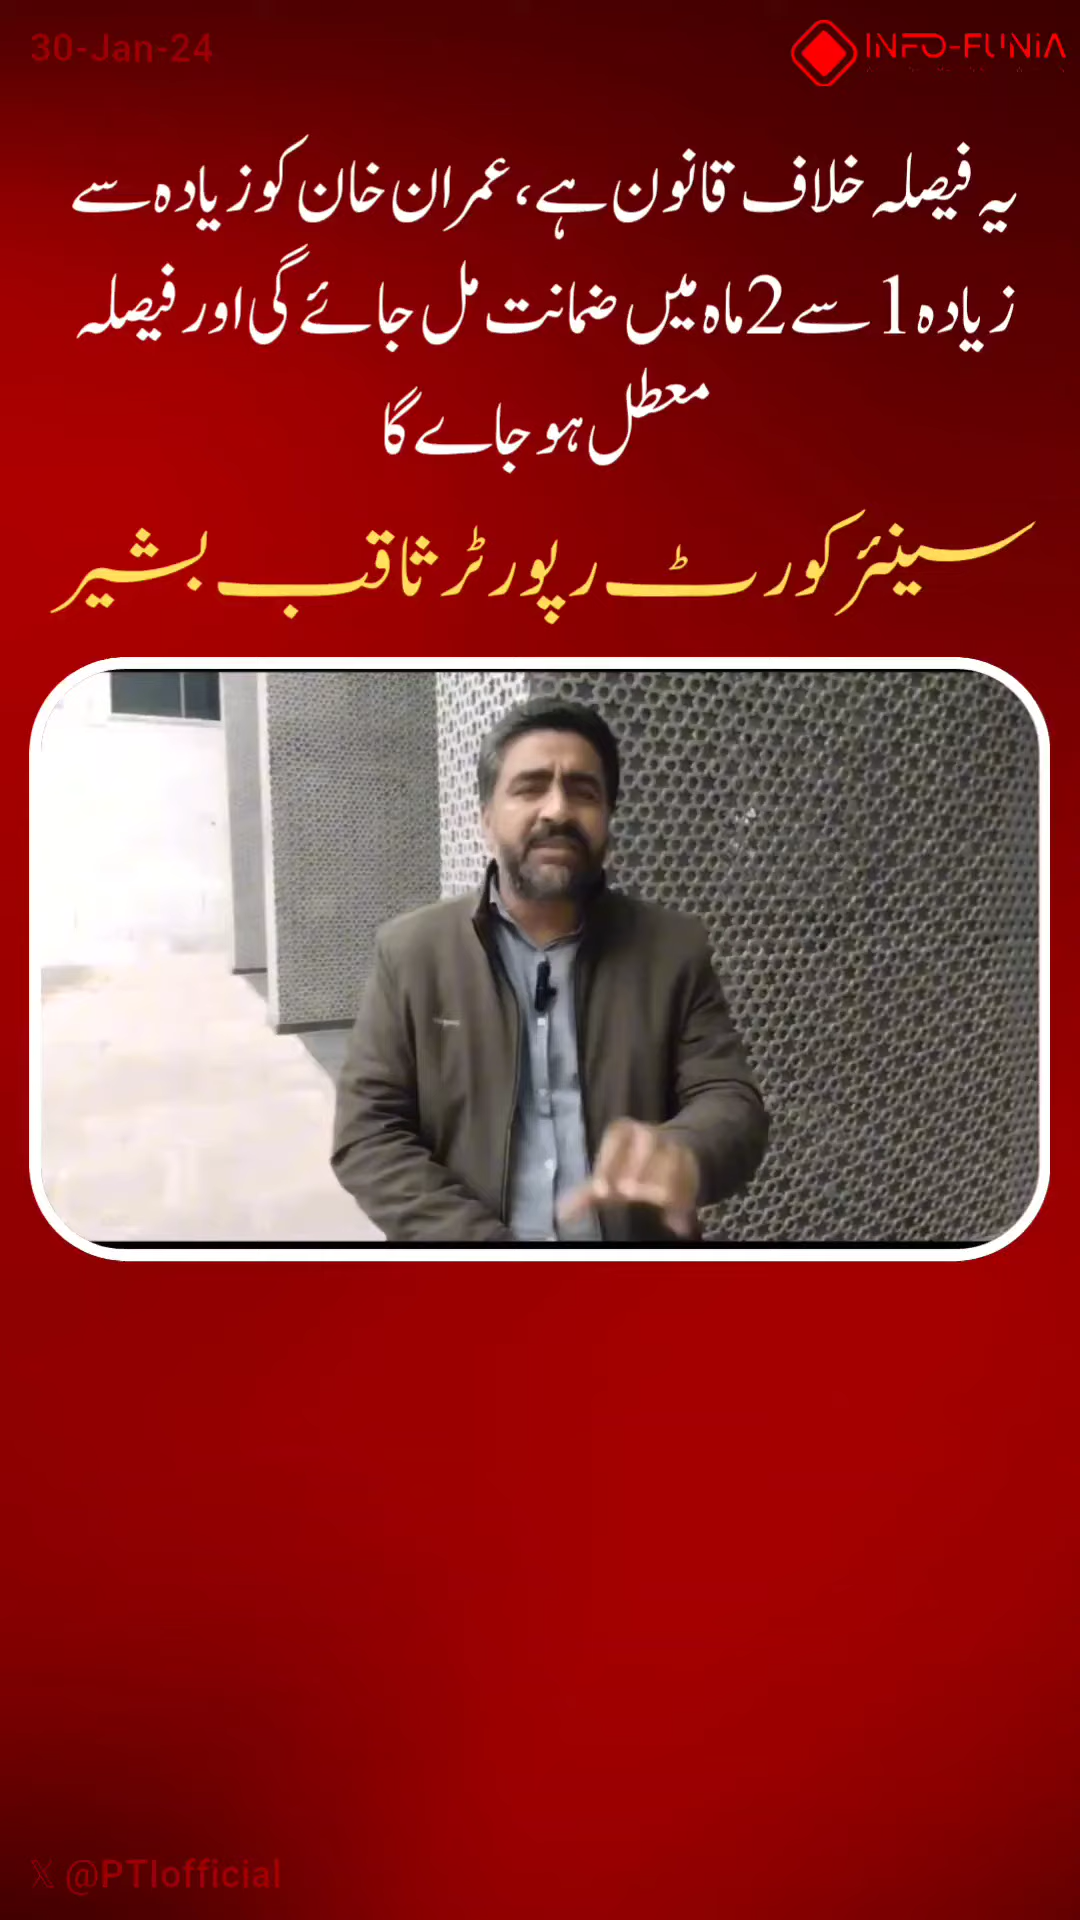 30-Jan-24
INFO-FUNiA
یہ فیصلہ خلاف قانون ہے، عمران خان کو زیادہ سے
زیادہ 1 سے 2 ماہ میں ضمانت مل جائے گی اور فیصلہ
معطل ہو جاے گا
سینئر کورٹ رپورٹر ثاقب بشیر
𝕏 @PTIofficial